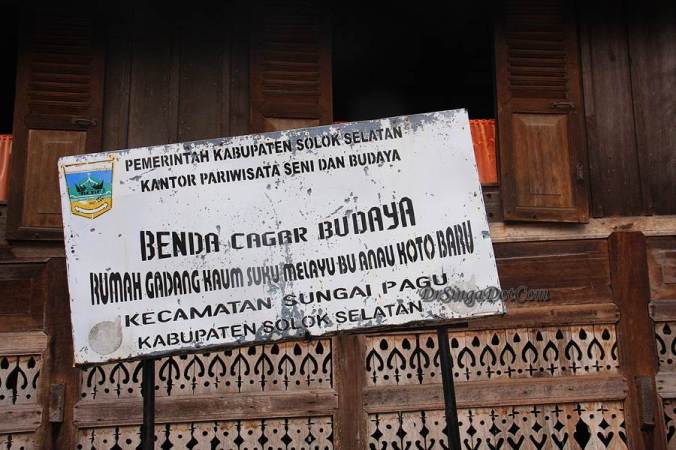 PEMERINTAH KABUPATEN SOLOK SELATAN
KANTOR PARIWISATA SENI DAN BUDAYA
BENDA CAGAR BUDAYA
RUMAH GADANG KAUM SUKU MELAYU BU ANAU KOTO BARU
KECAMATAN SUNGAI PAGU
KABUPATEN SOLOK SELATAN
DrSingaDotCom